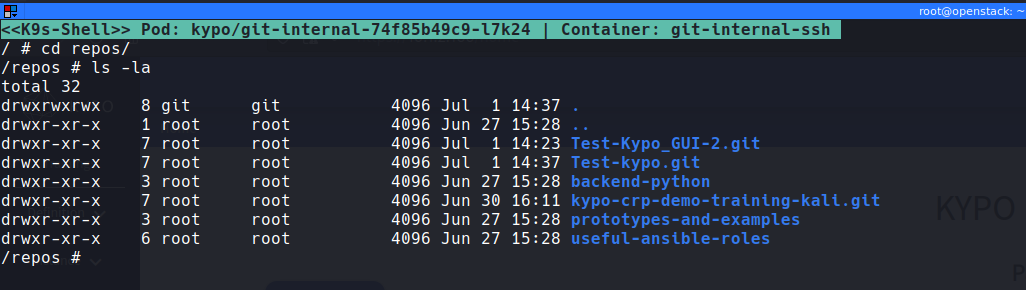 root@openstack: ~
<<K9s-Shell>> Pod: kypo/git-internal-74f85b49c9-l7k24 | Container: git-internal-ssh
/ # cd repos/
/repos # ls -la
total 32
drwxrwxrwx 8 git git 4096 Jul 1 14:37 .
drwxr-xr-x 1 root root 4096 Jun 27 15:28 ..
drwxr-xr-x 7 root root 4096 Jul 1 14:23 Test-Kypo_GUI-2.git
drwxr-xr-x 7 root root 4096 Jul 1 14:37 Test-kypo.git
drwxr-xr-x 3 root root 4096 Jun 27 15:28 backend-python
drwxr-xr-x 7 root root 4096 Jun 30 16:11 kypo-crp-demo-training-kali.git
drwxr-xr-x 3 root root 4096 Jun 27 15:28 prototypes-and-examples
drwxr-xr-x 6 root root 4096 Jun 27 15:28 useful-ansible-roles
/repos #
KYPO